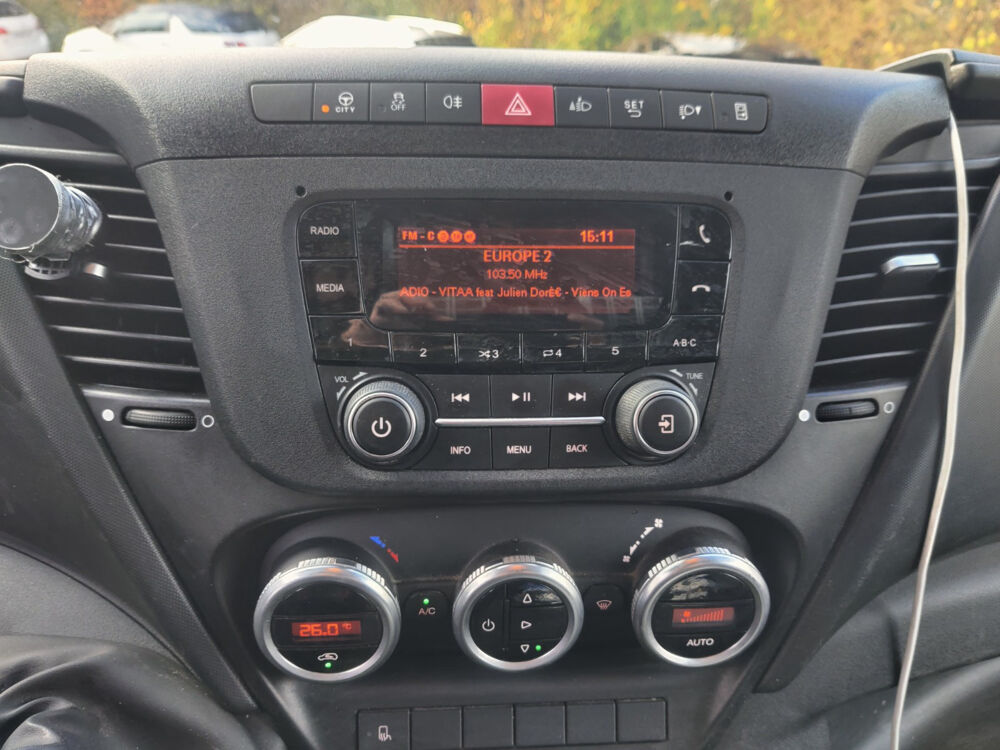 CITY
OFF
SET
RADIO
MEDIA
FM - C
15:11
EUROPE 2
103.50 MHz
ADIO - VITAA feat Julien Dor - Viens On Es
1 2 3 4 5 A·B·C
VOL
TUNE
INFO MENU BACK
26.0 °C
A/C
AUTO